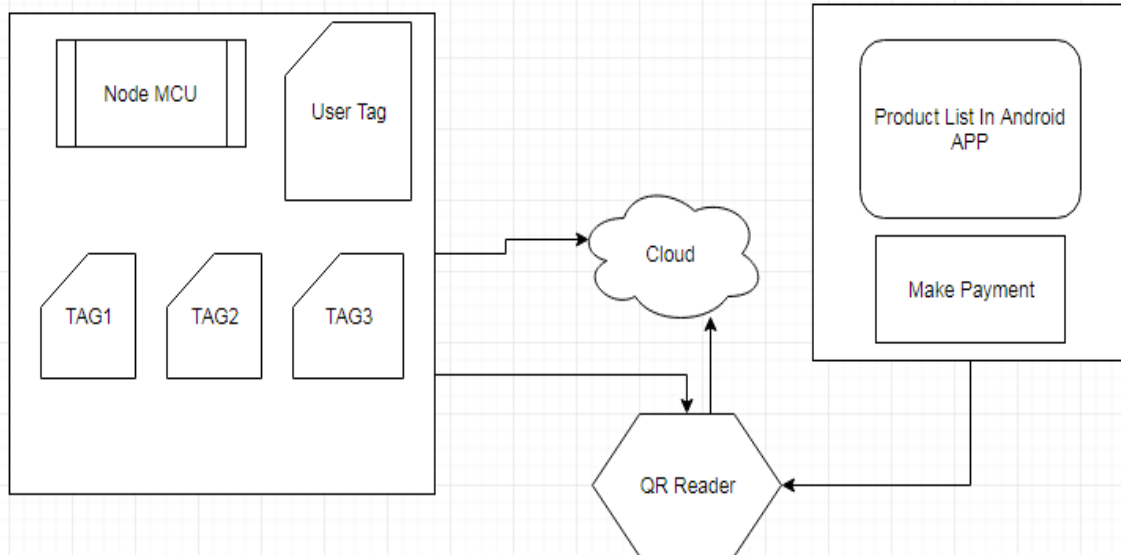 Node MCU
User Tag
Product List In Android
APP
Cloud
Make Payment
TAG1
TAG2
TAG3
QR Reader